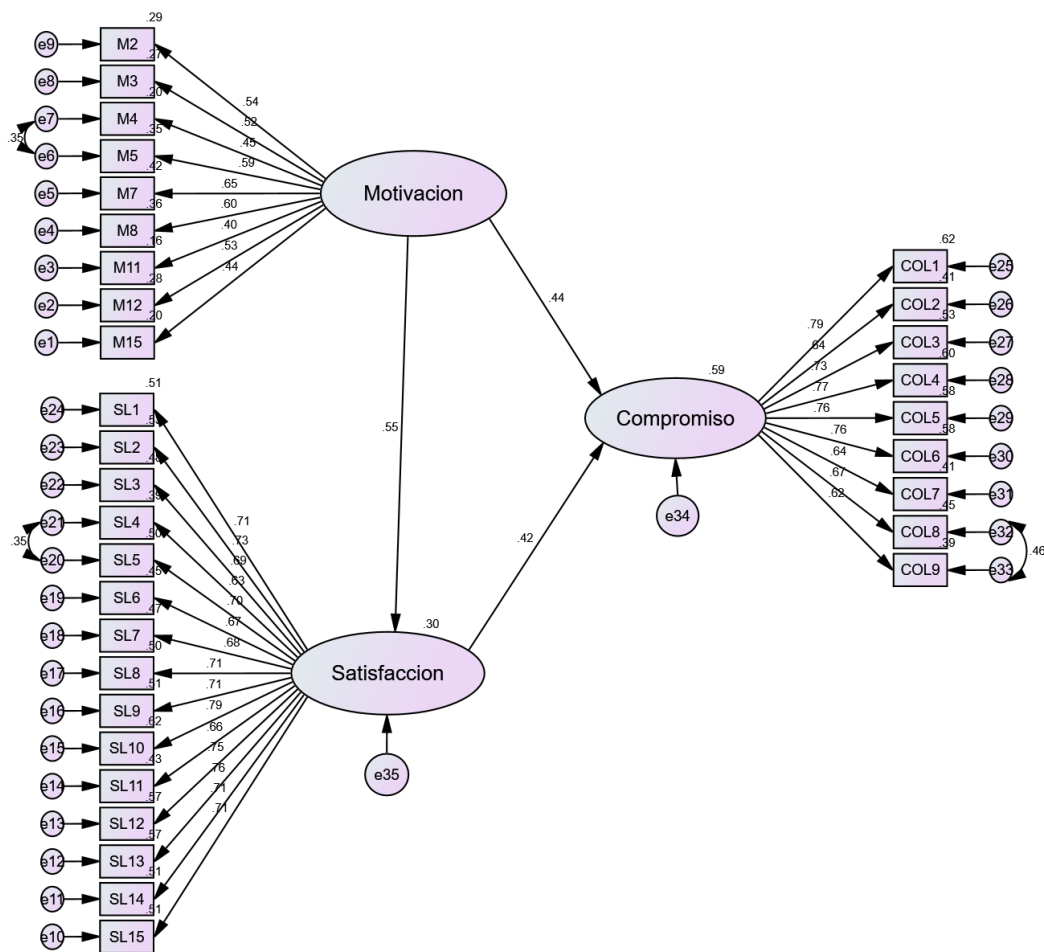 .29
e9 M2
.27
e8 M3
.20
e7 M4
.35
.35
e6 M5
.42
e5 M7
.36
e4 M8
.16
e3 M11
.28
e2 M12
.20
e1 M15
.54
.52
.45
.59
.65
.60
.40
.53
.44
Motivacion
.44
.55
.42
.51
e24 SL1
e23 SL2
.48
e22 SL3
.39
e21 SL4
.35
.50
e20 SL5
.45
e19 SL6
.47
e18 SL7
.50
e17 SL8
.51
e16 SL9
.62
e15 SL10
.43
e14 SL11
.57
e13 SL12
.57
e12 SL13
.51
e11 SL14
.51
e10 SL15
.71
.73
.69
.63
.70
.67
.68
.71
.71
.79
.66
.75
.76
.71
.71
.30
Satisfaccion
e35
.59
Compromiso
e34
.79
.64
.73
.77
.76
.76
.64
.67
.62
.62
COL1 e25
.41
COL2 e26
.53
COL3 e27
.60
COL4 e28
.58
COL5 e29
.58
COL6 e30
.41
COL7 e31
.45
COL8 e32
.39
.46
COL9 e33